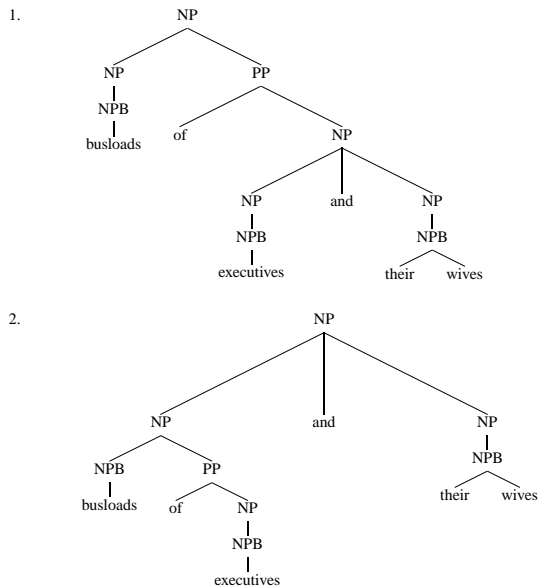 1. NP
NP PP
NPB
busloads of NP
NP and NP
NPB NPB
executives their wives
2. NP
NP and NP
NPB PP NPB
busloads of NP their wives
NPB
executives